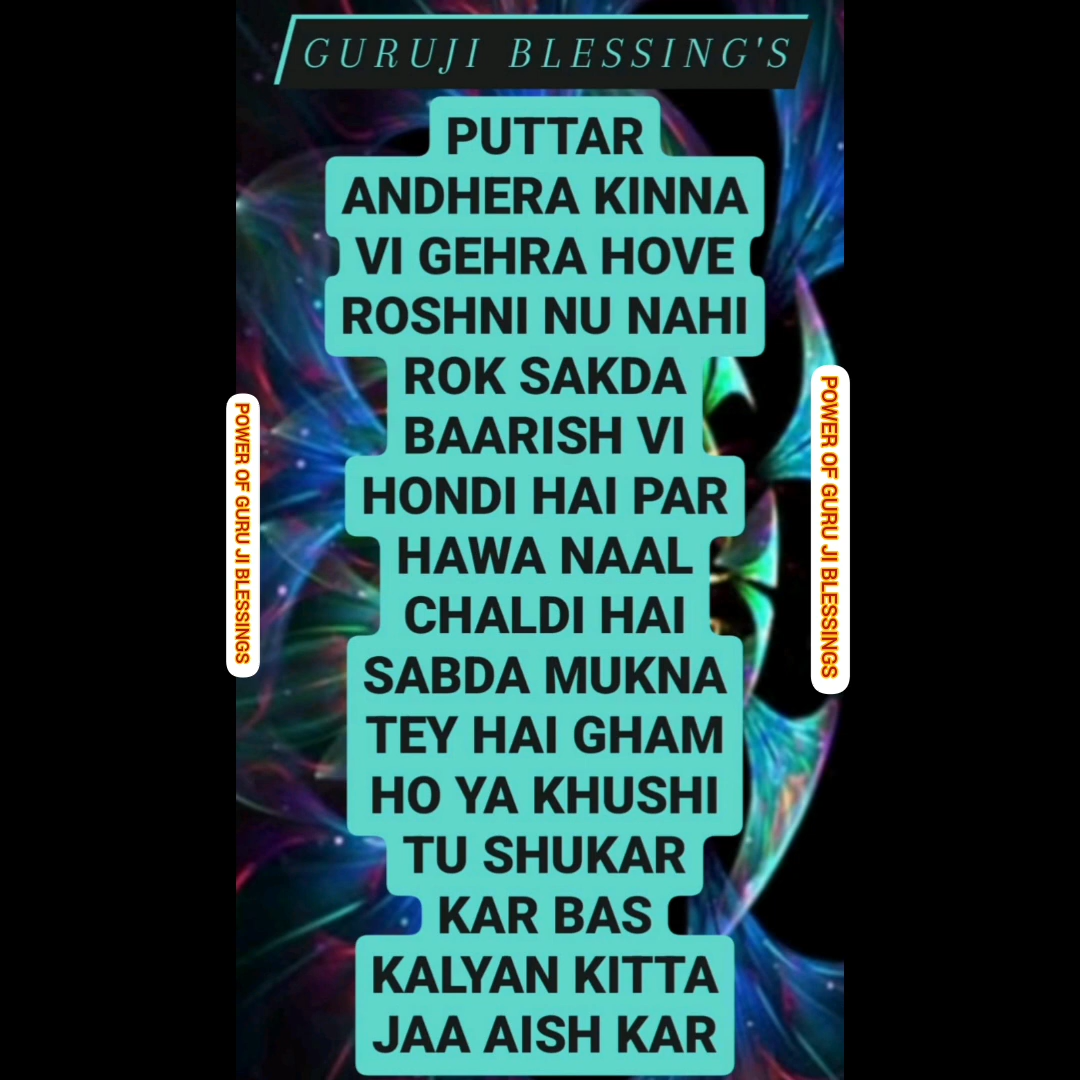 GURUJI BLESSING'S
PUTTAR
ANDHERA KINNA
VI GEHRA HOVE
ROSHNI NU NAHI
ROK SAKDA
BAARISH VI
HONDI HAI PAR
HAWA NAAL
CHALDI HAI
SABDA MUKNA
TEY HAI GHAM
HO YA KHUSHI
TU SHUKAR
KAR BAS
KALYAN KITTA
JAA AISH KAR
POWER OF GURU JI BLESSINGS
POWER OF GURU JI BLESSINGS